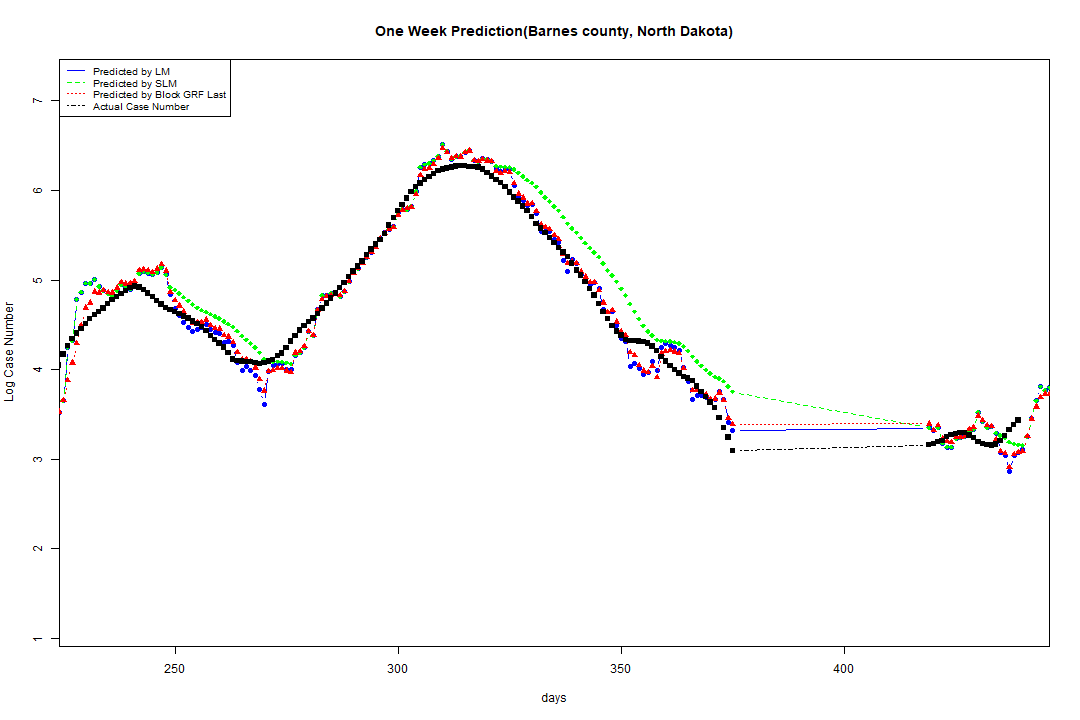 One Week Prediction(Barnes county, North Dakota)
Predicted by LM
Predicted by SLM
Predicted by Block GRF Last
Actual Case Number
7
6
5
4
3
2
1
Log Case Number
250
300
350
400
days